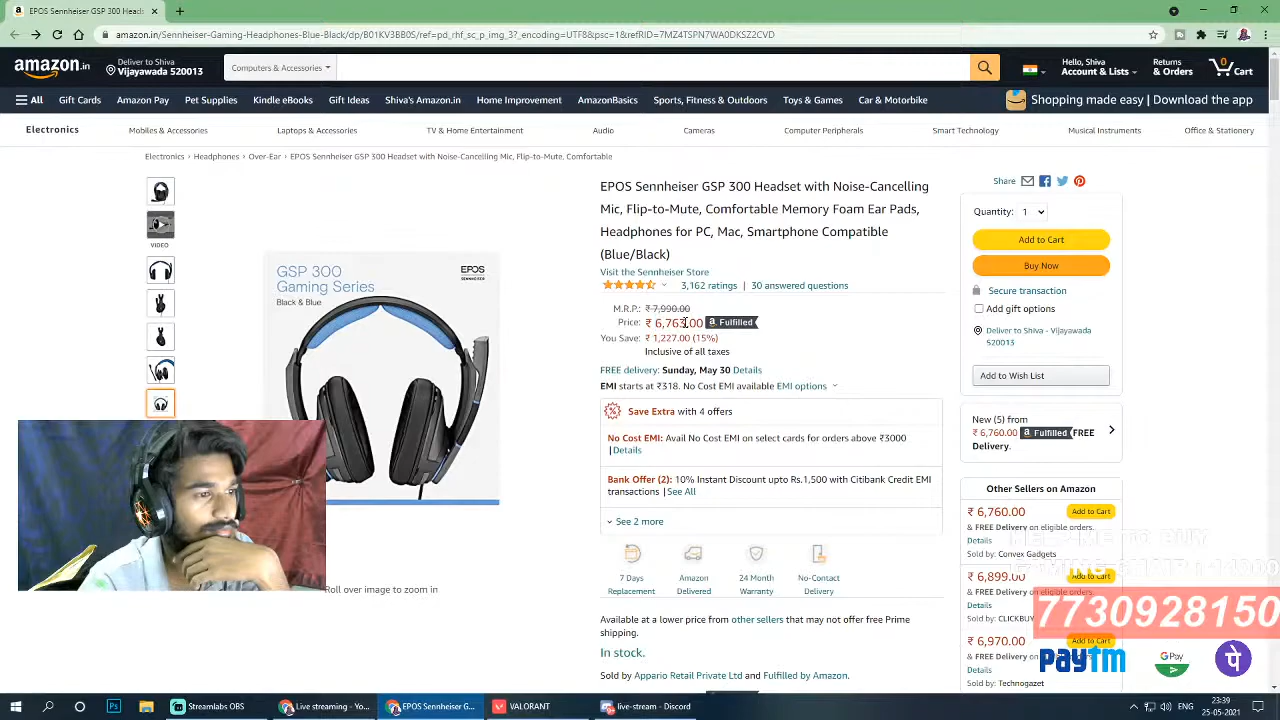 EPOS Sennheiser GSP 300 Headp
amazon.in/Sennheiser-Gaming-Headphones-Blue-Black/dp/B01KV3BB0S/ref=pd_rhf_sc_p_img_3?_encoding=UTF8&psc=1&refRID=7MZ4TSPN7WA0DKSZ2CVD
amazon.in
Deliver to Shiva
Vijayawada 520013
Computers & Accessories
Hello, Shiva
Account & Lists
Returns
& Orders
0
Cart
All
Gift Cards
Amazon Pay
Pet Supplies
Kindle eBooks
Gift Ideas
Shiva's Amazon.in
Home Improvement
AmazonBasics
Sports, Fitness & Outdoors
Toys & Games
Car & Motorbike
Shopping made easy | Download the app
Electronics
Mobiles & Accessories
Laptops & Accessories
TV & Home Entertainment
Audio
Cameras
Computer Peripherals
Smart Technology
Musical Instruments
Office & Stationery
Electronics › Headphones › Over-Ear › EPOS Sennheiser GSP 300 Headset with Noise-Cancelling Mic, Flip-to-Mute, Comfortable
VIDEO
GSP 300
Gaming Series
Black & Blue
EPOS
SENNHEISER
Roll over image to zoom in
EPOS Sennheiser GSP 300 Headset with Noise-Cancelling
Mic, Flip-to-Mute, Comfortable Memory Foam Ear Pads,
Headphones for PC, Mac, Smartphone Compatible
(Blue/Black)
Visit the Sennheiser Store
3,162 ratings | 30 answered questions
M.R.P.: ₹ 7,990.00
Price: ₹ 6,763.00 Fulfilled
You Save: ₹ 1,227.00 (15%)
Inclusive of all taxes
FREE delivery: Sunday, May 30 Details
EMI starts at ₹318. No Cost EMI available EMI options
Save Extra with 4 offers
No Cost EMI: Avail No Cost EMI on select cards for orders above ₹3000
|Details
Bank Offer (2): 10% Instant Discount upto Rs.1,500 with Citibank Credit EMI
transactions |See All
See 2 more
7 Days
Replacement
Amazon
Delivered
24 Month
Warranty
No-Contact
Delivery
Available at a lower price from other sellers that may not offer free Prime
shipping.
In stock.
Sold by Appario Retail Private Ltd and Fulfilled by Amazon.
Share
Quantity: 1
Add to Cart
Buy Now
Secure transaction
Add gift options
Deliver to Shiva - Vijayawada
520013
Add to Wish List
New (5) from
₹ 6,760.00 Fulfilled FREE
Delivery.
Other Sellers on Amazon
₹ 6,760.00 Add to Cart
& FREE Delivery on eligible orders.
Details
Sold by: Convex Gadgets
₹ 6,899.00 Add to Cart
& FREE Delivery on eligible orders.
Details
Sold by: CLICKBUY
₹ 6,970.00 Add to Cart
& FREE Delivery on eligible orders.
Details
Sold by: Technogazet
TO BUY
7730928150
paytm
G Pay
पे
Streamlabs OBS
Live streaming - Yo...
EPOS Sennheiser G...
VALORANT
live-stream - Discord
ENG
23:39
25-05-2021